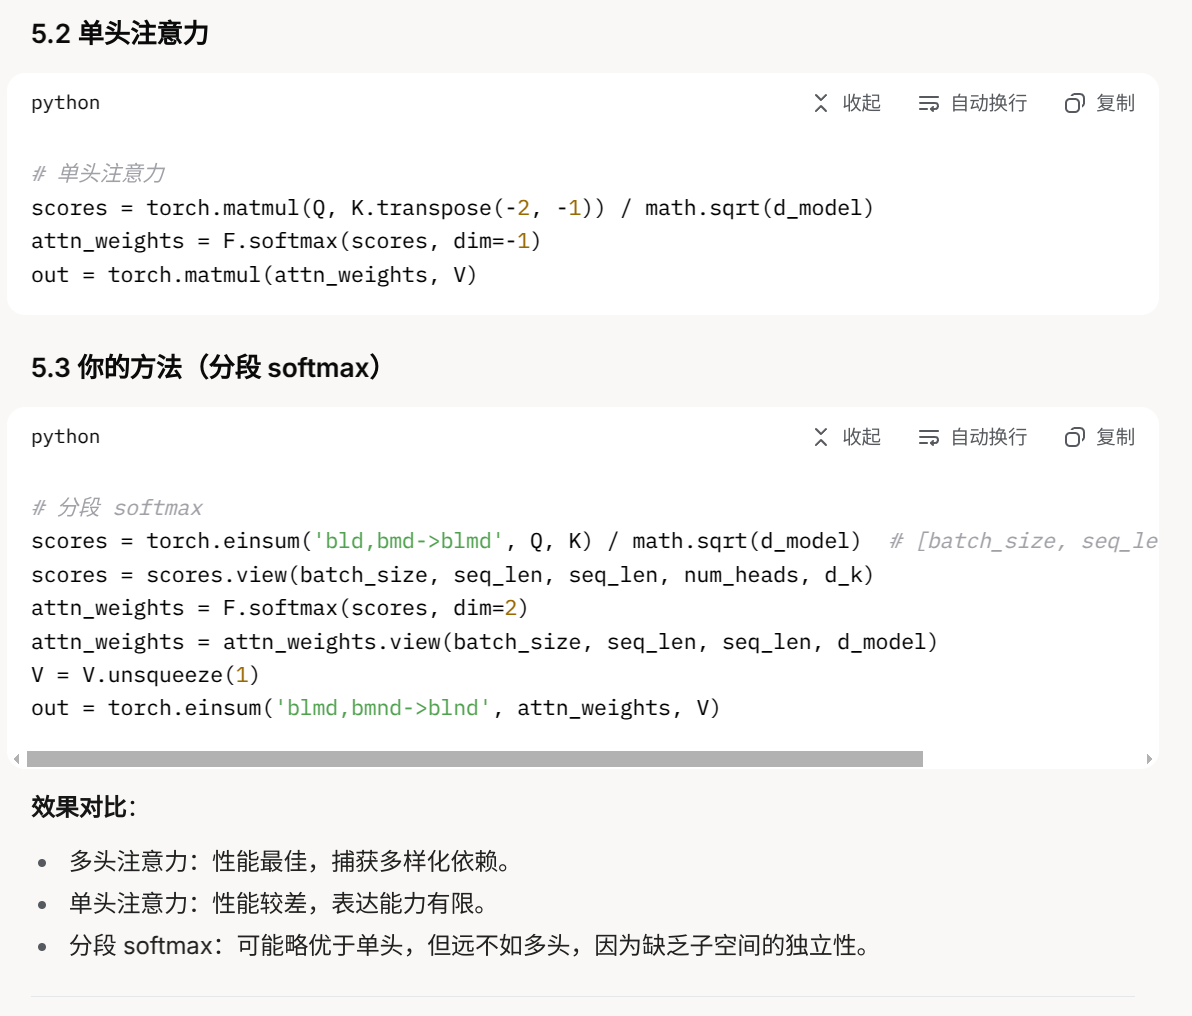 5.2 单头注意力
python
收起 自动换行 复制
# 单头注意力
scores = torch.matmul(Q, K.transpose(-2, -1)) / math.sqrt(d_model)
attn_weights = F.softmax(scores, dim=-1)
out = torch.matmul(attn_weights, V)
5.3 你的方法（分段 softmax）
python
收起 自动换行 复制
# 分段 softmax
scores = torch.einsum('bld,bmd->blmd', Q, K) / math.sqrt(d_model)  # [batch_size, seq_le
scores = scores.view(batch_size, seq_len, seq_len, num_heads, d_k)
attn_weights = F.softmax(scores, dim=2)
attn_weights = attn_weights.view(batch_size, seq_len, seq_len, d_model)
V = V.unsqueeze(1)
out = torch.einsum('blmd,bmnd->blnd', attn_weights, V)
效果对比：
• 多头注意力：性能最佳，捕获多样化依赖。
• 单头注意力：性能较差，表达能力有限。
• 分段 softmax：可能略优于单头，但远不如多头，因为缺乏子空间的独立性。